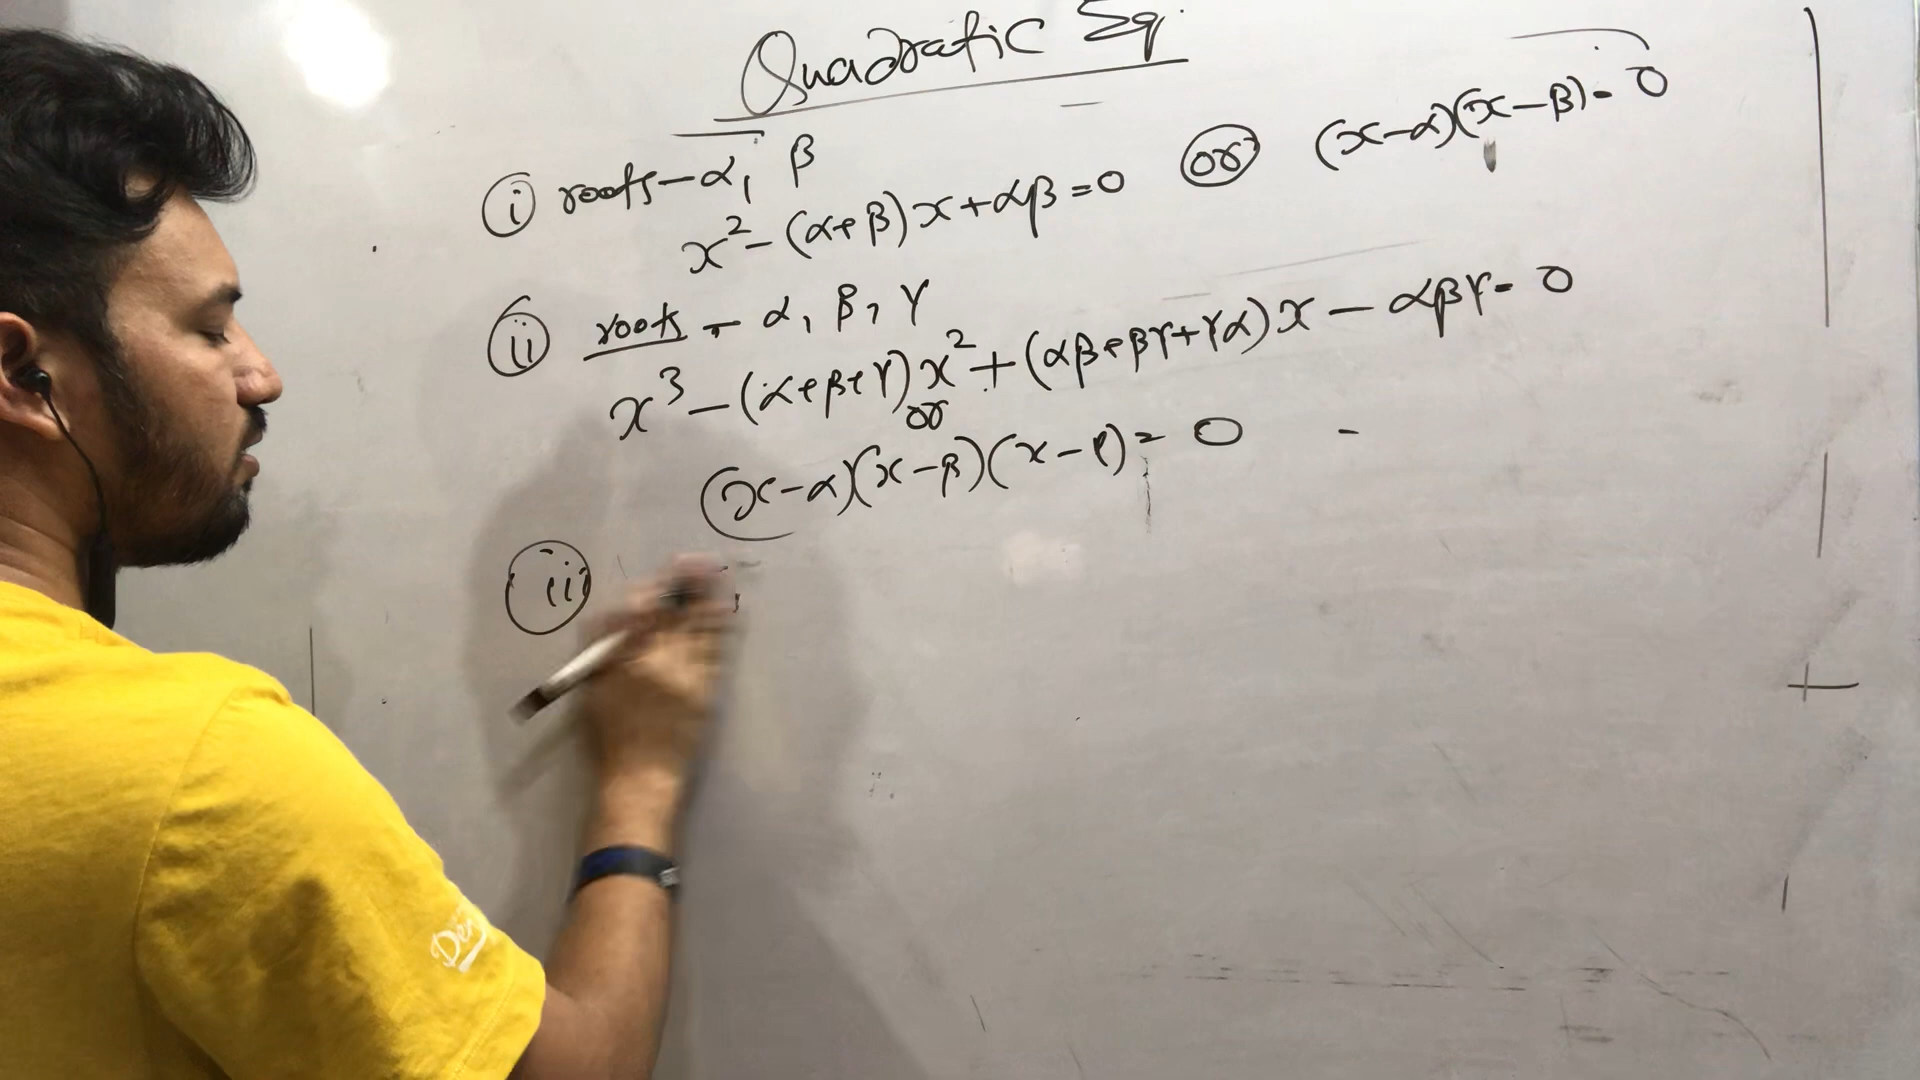 Quadratic Eq.
(i) roots - α, β
x² - (α+β)x + αβ = 0 (or) (x-α)(x-β) = 0
(ii) roots - α, β, γ
x³ - (α+β+γ)x² + (αβ+βγ+γα)x - αβγ = 0
or
(x-α)(x-β)(x-γ) = 0
(iii)